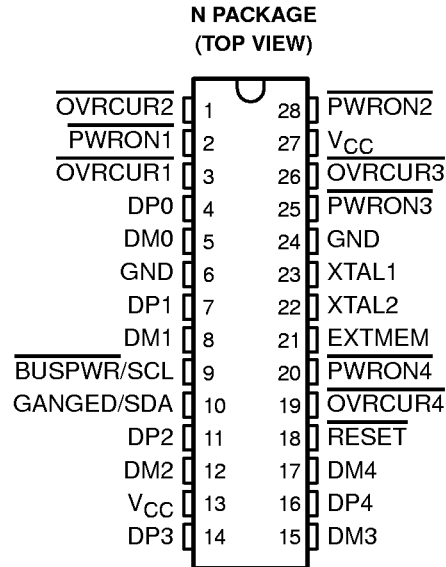 N PACKAGE
(TOP VIEW)
OVRCUR2 1 28 PWRON2
PWRON1 2 27 VCC
OVRCUR1 3 26 OVRCUR3
DP0 4 25 PWRON3
DM0 5 24 GND
GND 6 23 XTAL1
DP1 7 22 XTAL2
DM1 8 21 EXTMEM
BUSPWR/SCL 9 20 PWRON4
GANGED/SDA 10 19 OVRCUR4
DP2 11 18 RESET
DM2 12 17 DM4
VCC 13 16 DP4
DP3 14 15 DM3